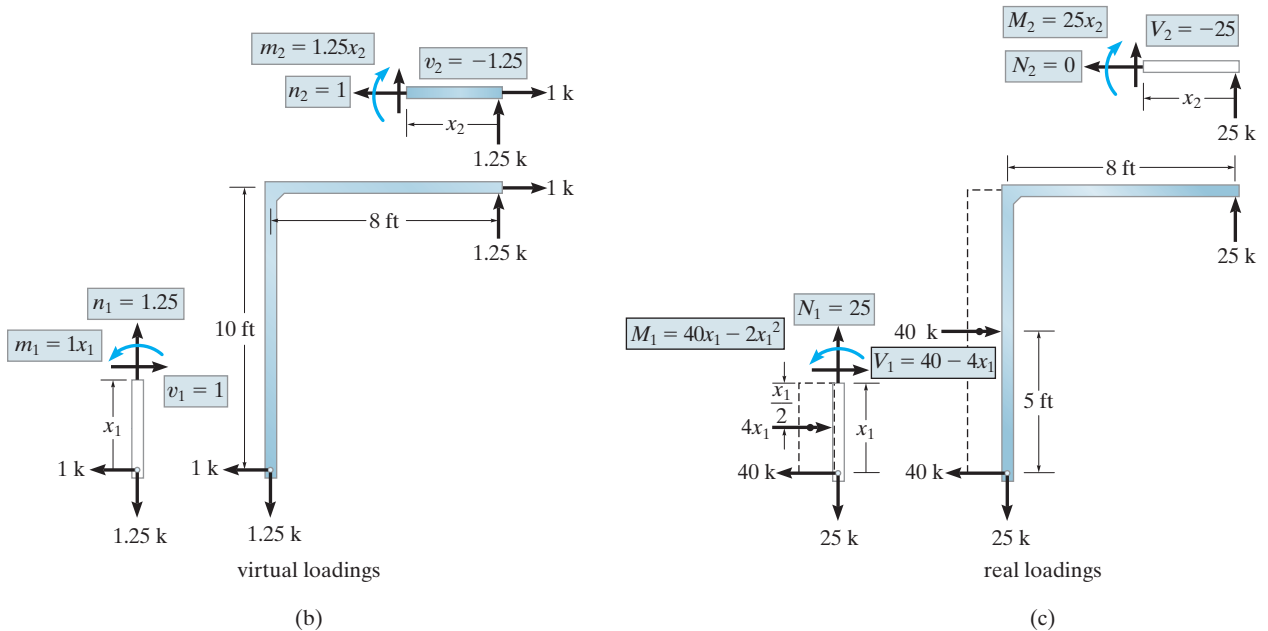 m₂ = 1.25x₂
v₂ = −1.25
n₂ = 1
1 k
x₂
1.25 k
1 k
8 ft
1.25 k
n₁ = 1.25
10 ft
m₁ = 1x₁
v₁ = 1
x₁
1 k
1 k
1.25 k
1.25 k
virtual loadings
(b)
M₂ = 25x₂
V₂ = −25
N₂ = 0
x₂
25 k
8 ft
25 k
N₁ = 25
M₁ = 40x₁ − 2x₁²
40 k
V₁ = 40 − 4x₁
x₁/2
5 ft
4x₁
x₁
40 k
40 k
25 k
25 k
real loadings
(c)